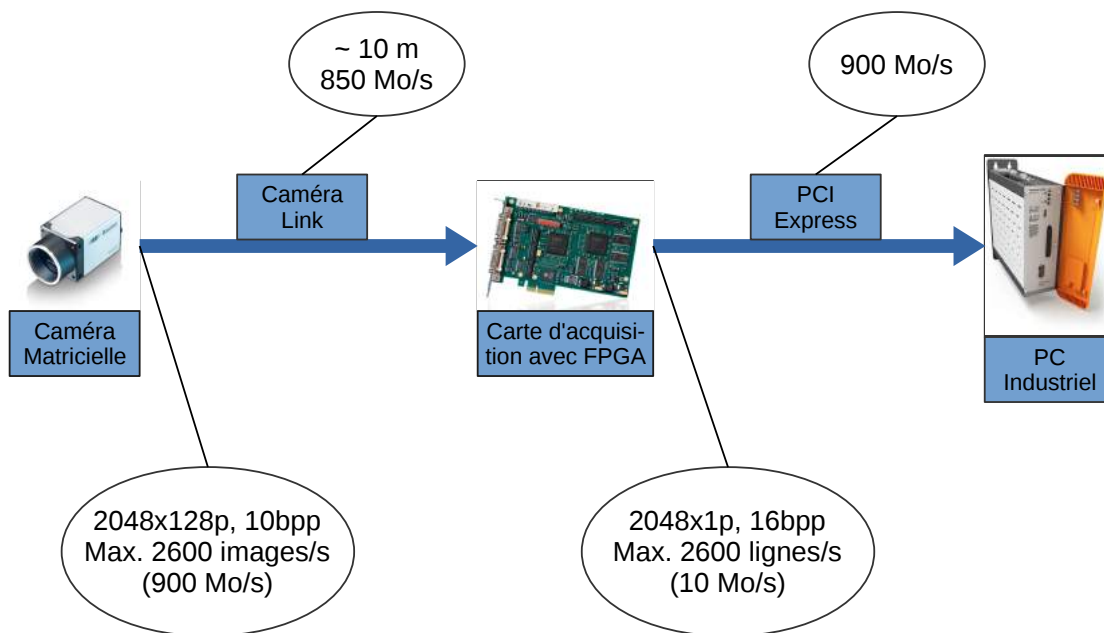 ~ 10 m
850 Mo/s
900 Mo/s
Caméra
Link
PCI
Express
Caméra
Matricielle
Carte d'acquisi-
tion avec FPGA
PC
Industriel
2048x128p, 10bpp
Max. 2600 images/s
(900 Mo/s)
2048x1p, 16bpp
Max. 2600 lignes/s
(10 Mo/s)